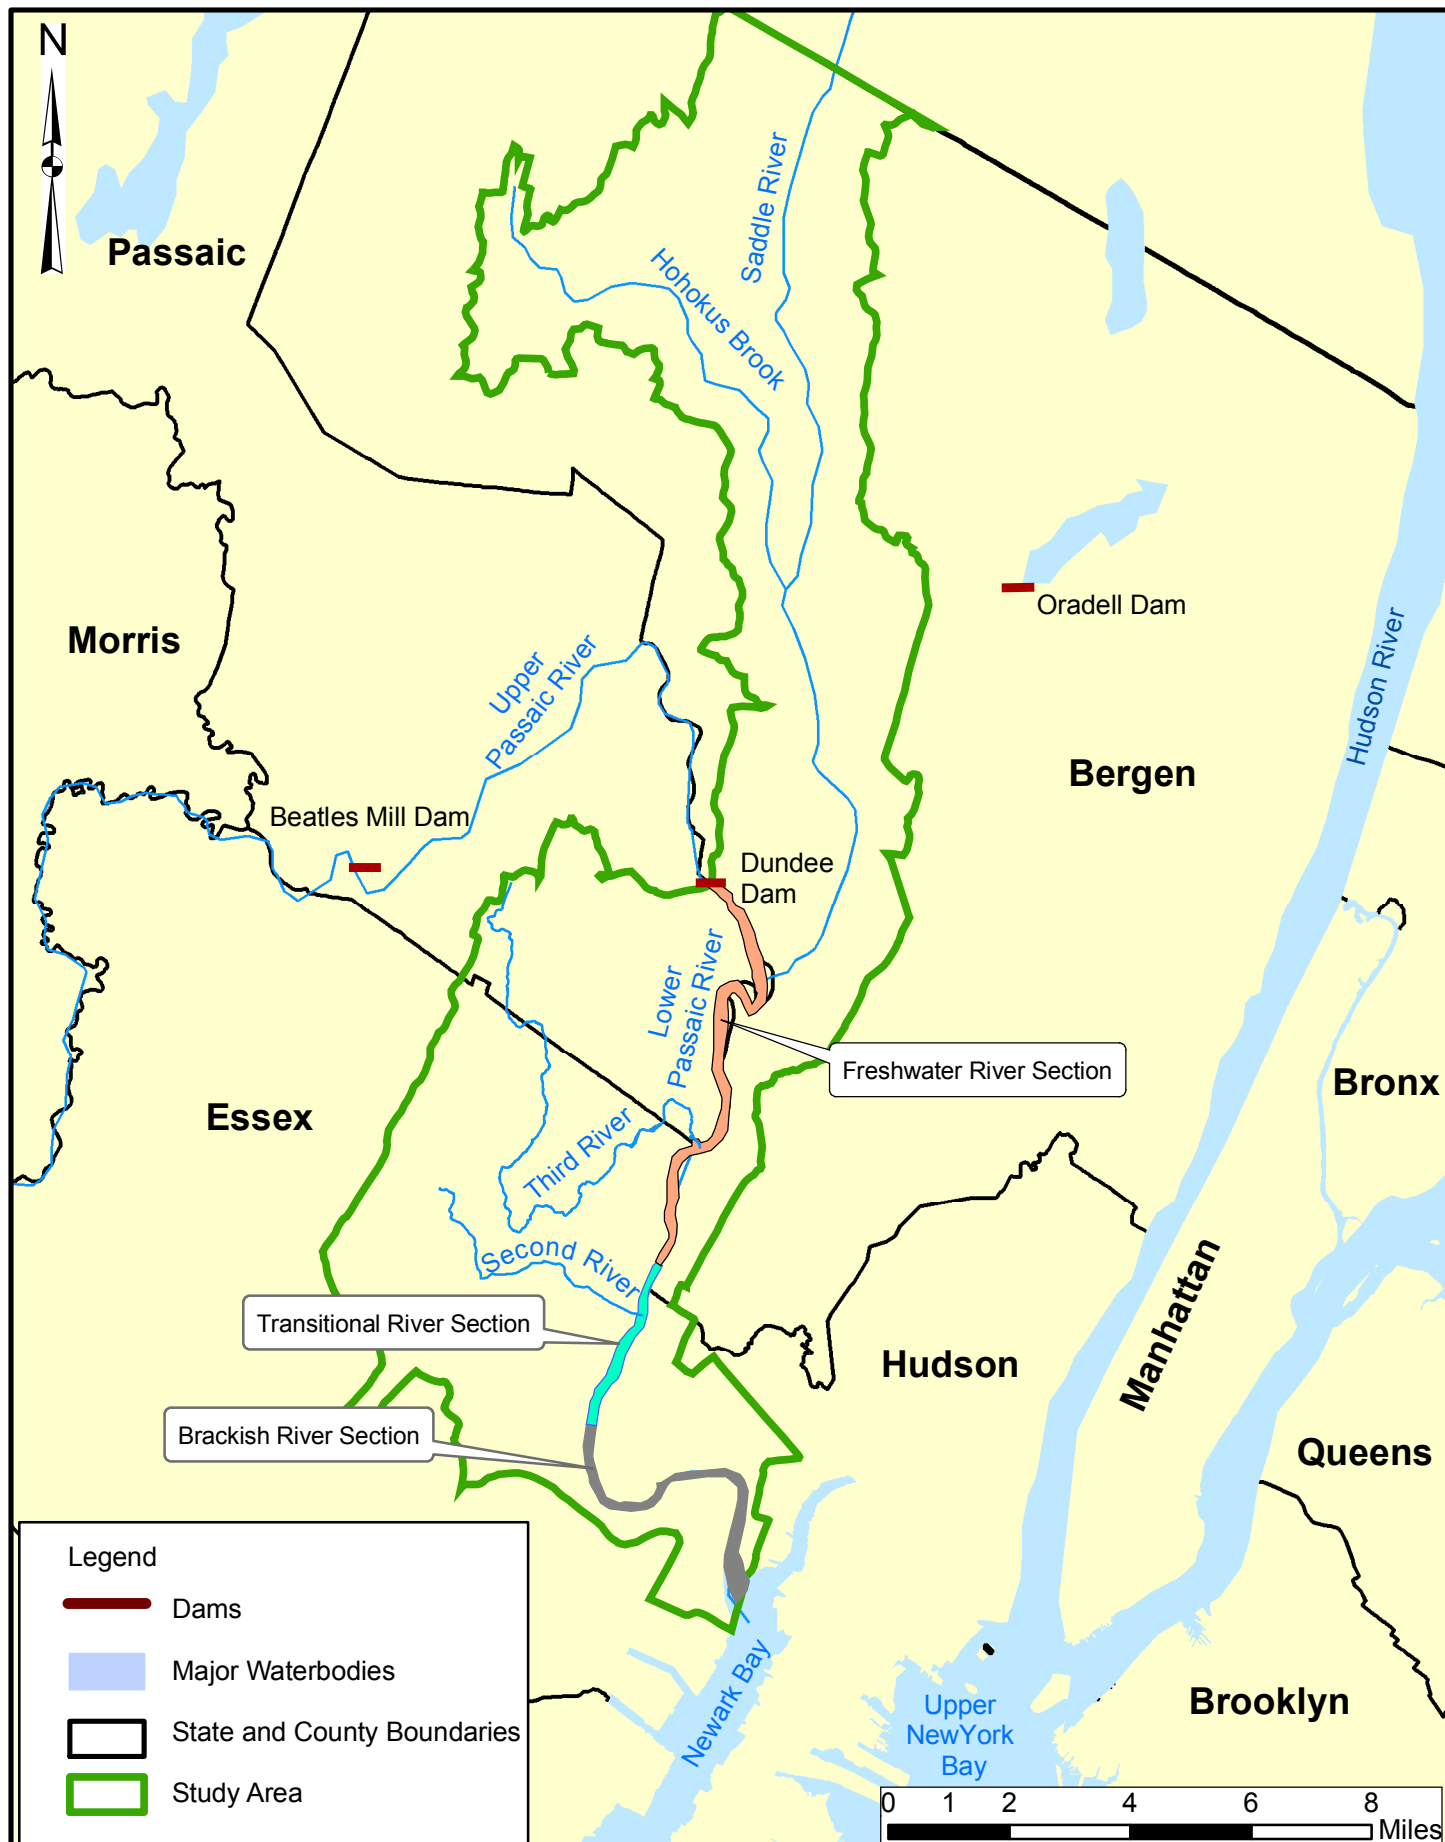 N
Passaic
Saddle River
Hohokus Brook
Oradell Dam
Morris
Upper
Passaic River
Hudson River
Bergen
Beatles Mill Dam
Dundee
Dam
Lower
Passaic River
Freshwater River Section
Bronx
Essex
Third River
Second River
Transitional River Section
Manhattan
Hudson
Brackish River Section
Queens
Legend
Dams
Major Waterbodies
State and County Boundaries
Study Area
Newark Bay
Upper
NewYork
Bay
Brooklyn
0 1 2 4 6 8
Miles